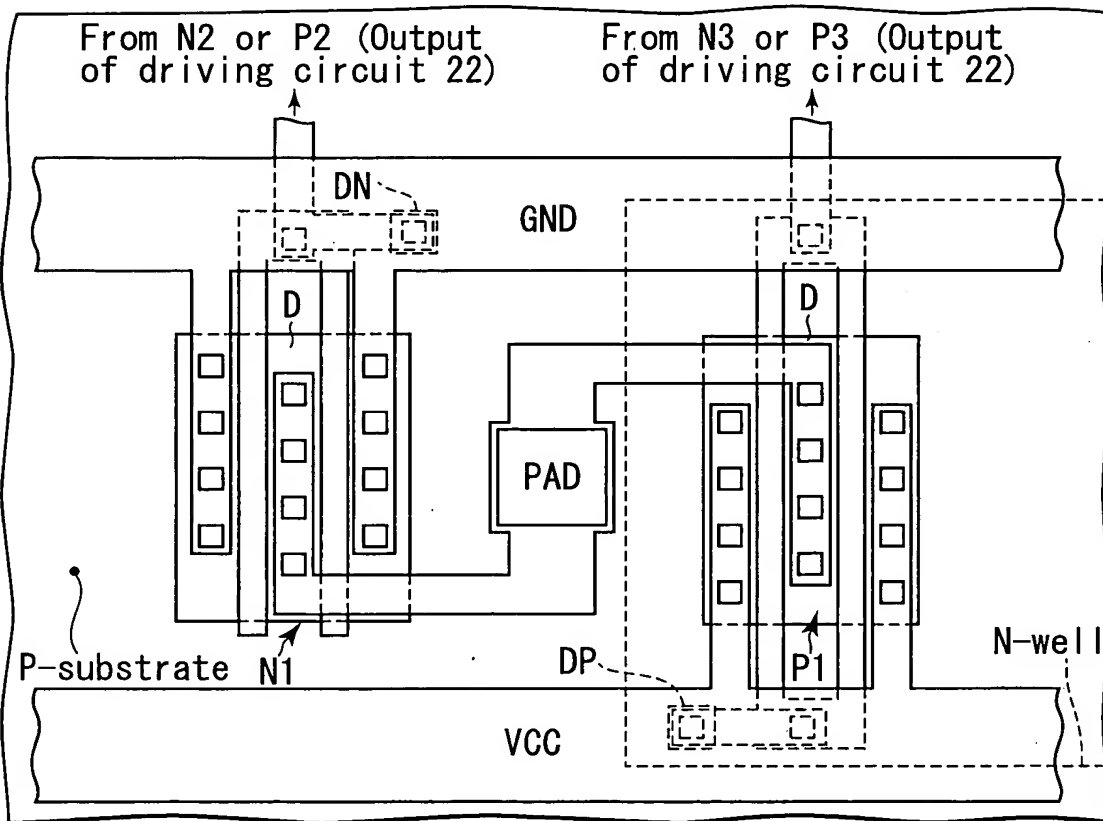 From N2 or P2 (Output
of driving circuit 22)
From N3 or P3 (Output
of driving circuit 22)
DN
GND
D
D
PAD
P-substrate
N1
DP
P1
N-well
VCC